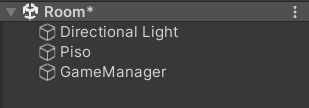 Room*
Directional Light
Piso
GameManager